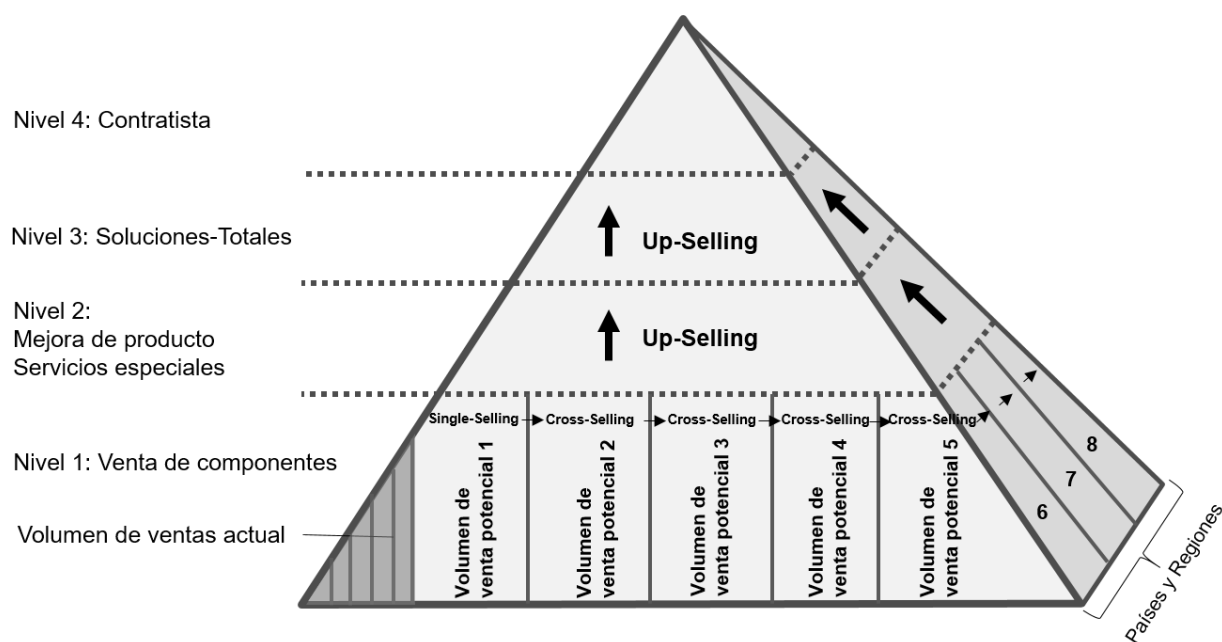 Nivel 4: Contratista
Nivel 3: Soluciones-Totales
Up-Selling
Nivel 2:
Mejora de producto
Servicios especiales
Up-Selling
Single-Selling
Cross-Selling
Cross-Selling
Cross-Selling
Cross-Selling
Nivel 1: Venta de componentes
Volumen de ventas actual
Volumen de
venta potencial 1
Volumen de
venta potencial 2
Volumen de
venta potencial 3
Volumen de
venta potencial 4
Volumen de
venta potencial 5
6
7
8
Países y Regiones